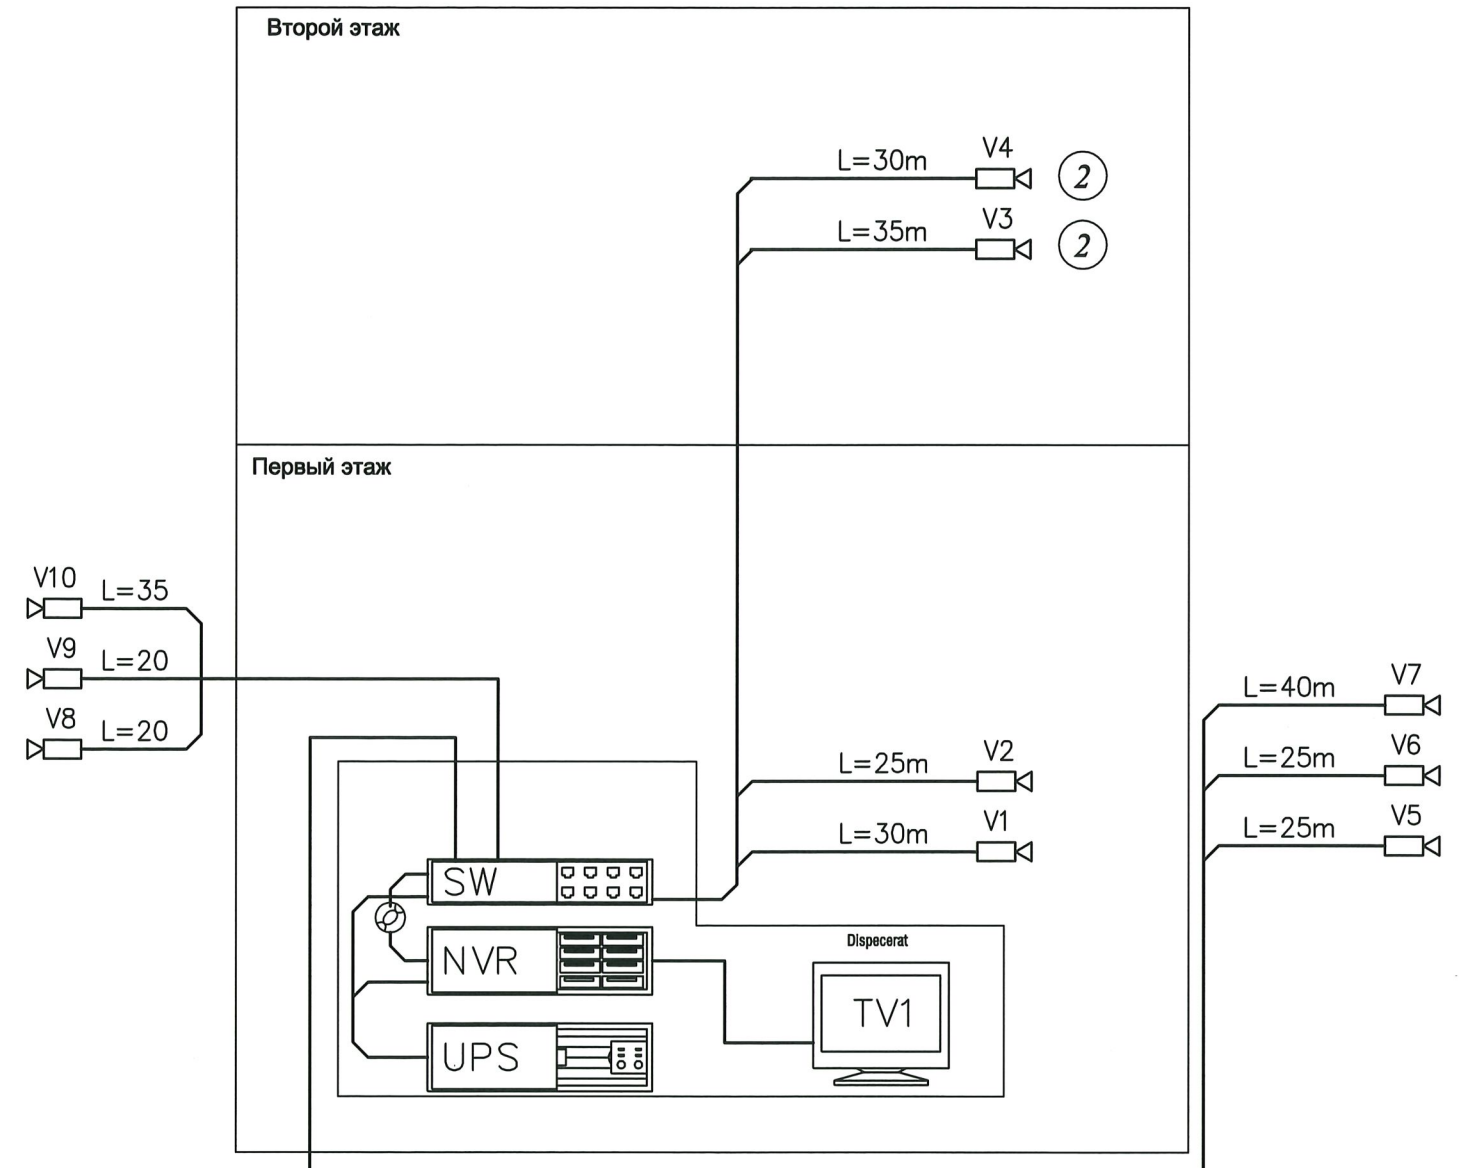 Второй этаж
V4
L=30m
2
V3
L=35m
2
Первый этаж
V10
L=35
V9
L=20
V8
L=20
V7
L=40m
V6
L=25m
V5
L=25m
V2
L=25m
V1
L=30m
SW
NVR
UPS
Dispecerat
TV1